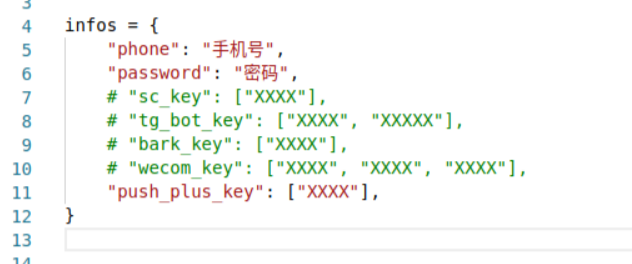 3
4 infos = {
5 "phone": "手机号",
6 "password": "密码",
7 # "sc_key": ["XXXX"],
8 # "tg_bot_key": ["XXXX", "XXXXX"],
9 # "bark_key": ["XXXX"],
10 # "wecom_key": ["XXXX", "XXXX", "XXXX"],
11 "push_plus_key": ["XXXX"],
12 }
13
14